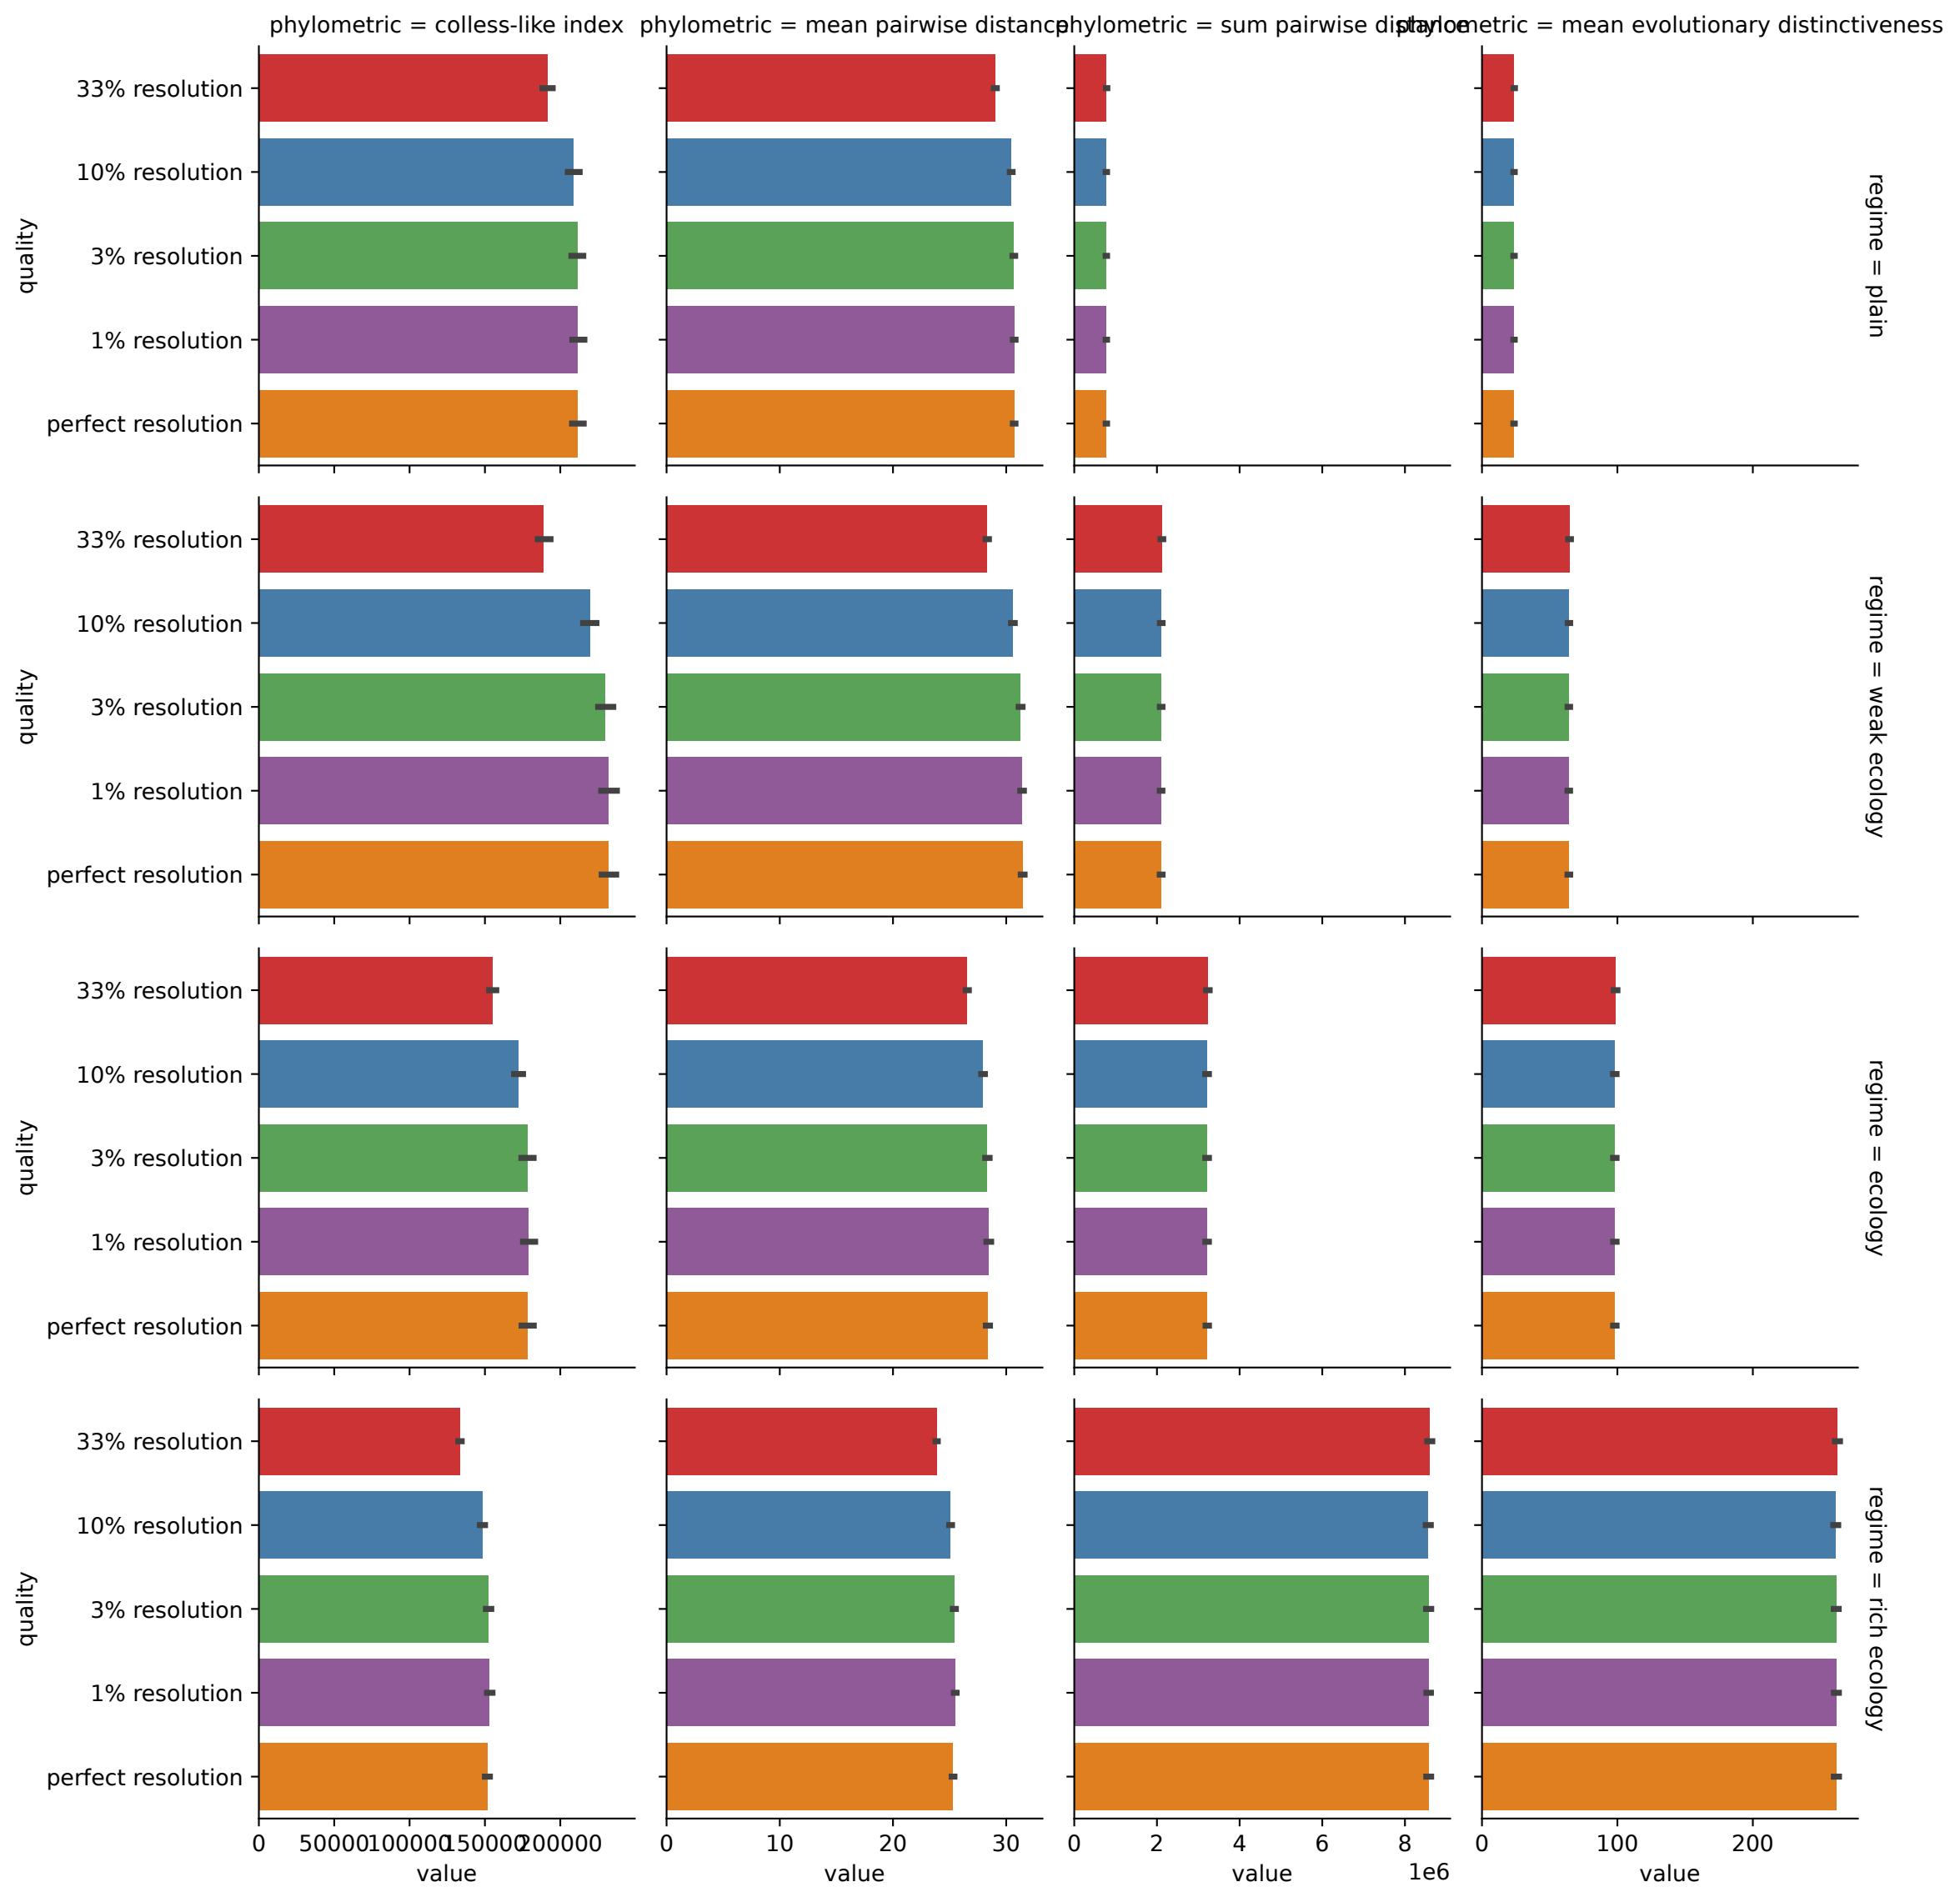 phylometric = colless-like index
phylometric = mean pairwise distance
phylometric = sum pairwise distance
phylometric = mean evolutionary distinctiveness
quality
33% resolution
10% resolution
3% resolution
1% resolution
perfect resolution
regime = plain
quality
33% resolution
10% resolution
3% resolution
1% resolution
perfect resolution
regime = weak ecology
quality
33% resolution
10% resolution
3% resolution
1% resolution
perfect resolution
regime = ecology
quality
33% resolution
10% resolution
3% resolution
1% resolution
perfect resolution
regime = rich ecology
0 50000 100000 150000 200000
value
0 10 20 30
value
0 2 4 6 8
1e6
value
0 100 200
value